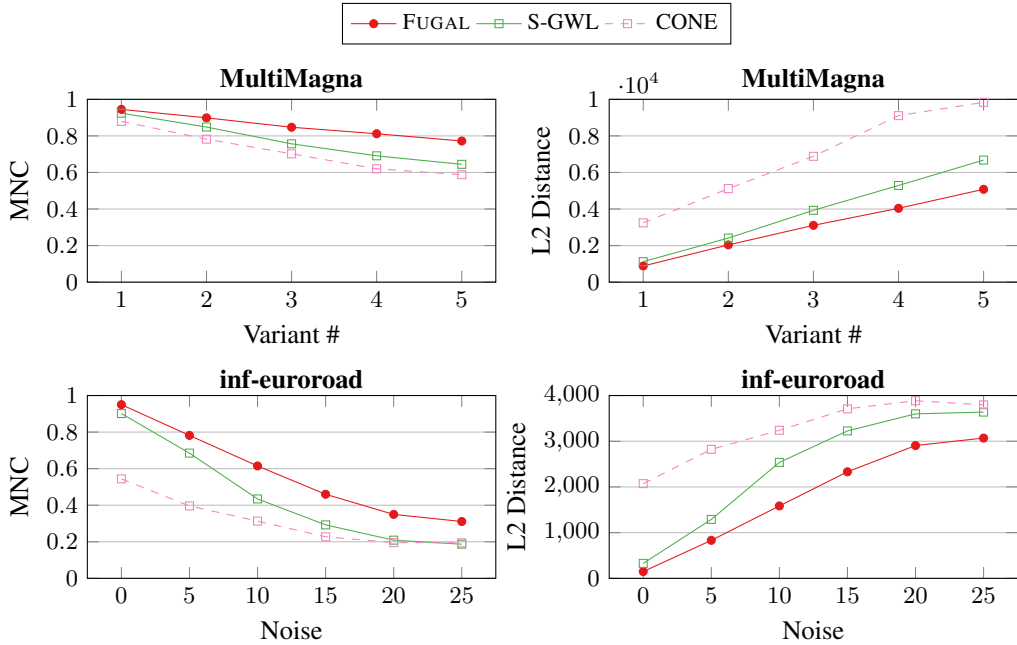 FUGAL S-GWL CONE
MultiMagna
1
0.8
0.6
0.4
0.2
0
MNC
1 2 3 4 5
Variant #
MultiMagna
·10^4
1
0.8
0.6
0.4
0.2
0
L2 Distance
1 2 3 4 5
Variant #
inf-euroroad
1
0.8
0.6
0.4
0.2
0
MNC
0 5 10 15 20 25
Noise
inf-euroroad
4,000
3,000
2,000
1,000
0
L2 Distance
0 5 10 15 20 25
Noise